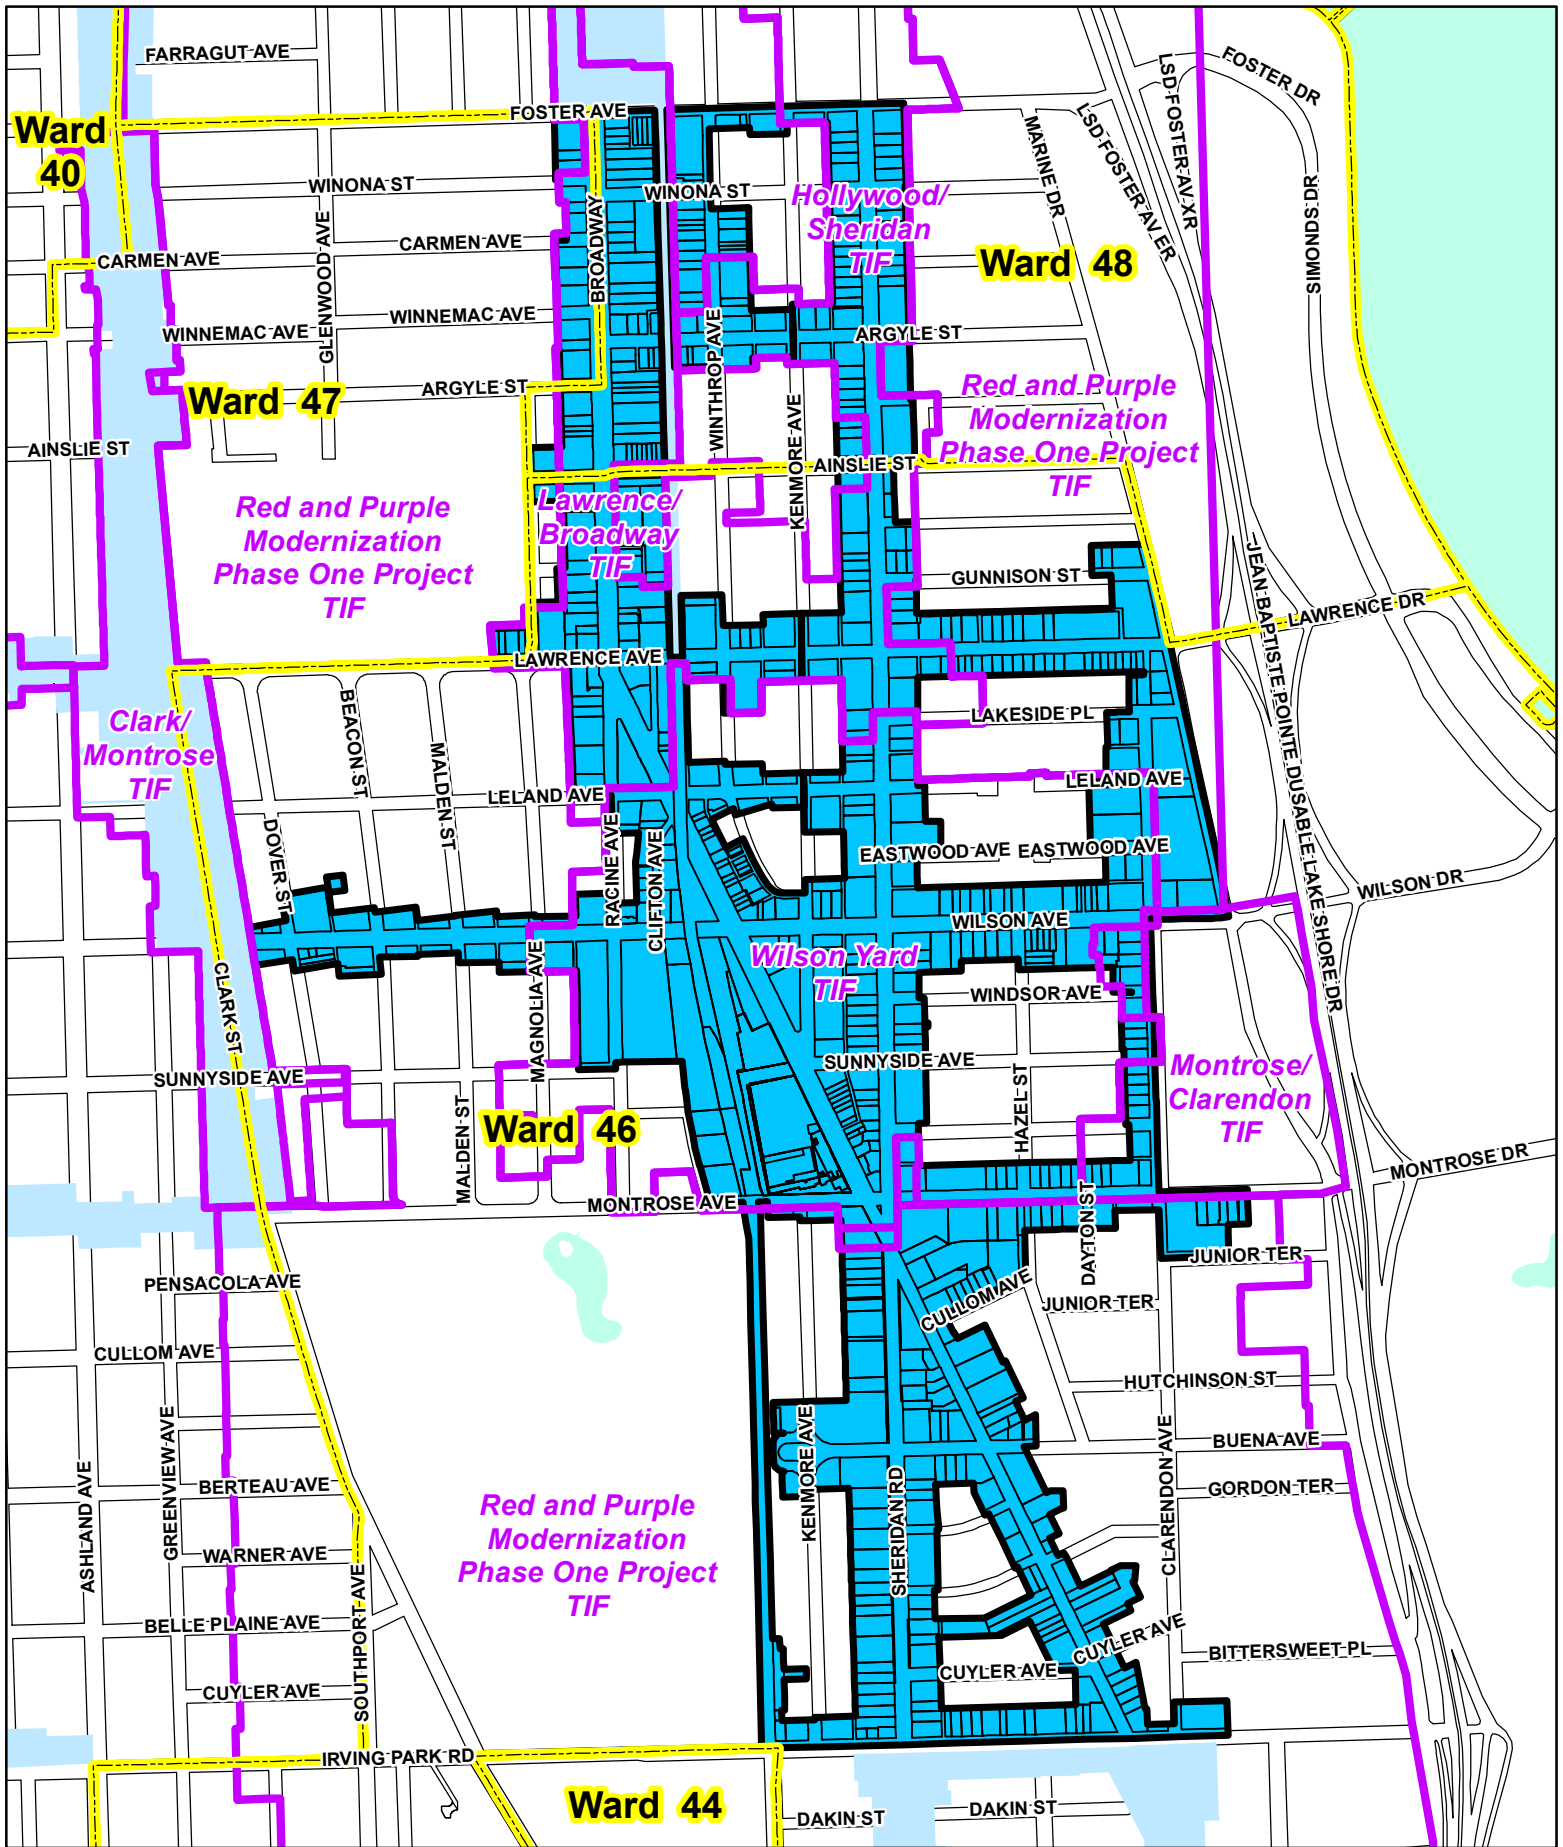 FARRAGUT AVE
FOSTER DR
LSD-FOSTER-AV-XR
FOSTER AVE
LSD-FOSTER-AV ER
MARINE DR
SIMONDS DR
Ward
40
WINONA ST
WINONA ST
Hollywood/
Sheridan
TIF
GLENWOOD AVE
BROADWAY
CARMEN AVE
CARMEN AVE
Ward 48
WINNEMAC AVE
WINNEMAC AVE
WINTHROP AVE
ARGYLE ST
ARGYLE ST
Ward 47
KENMORE AVE
Red and Purple
Modernization
Phase One Project
TIF
AINSLIE ST
AINSLIE ST
Red and Purple
Modernization
Phase One Project
TIF
Lawrence/
Broadway
TIF
GUNNISON ST
JEAN BAPTISTE POINTE DUSABLE LAKE SHORE DR
LAWRENCE DR
LAWRENCE AVE
BEACON ST
LAKESIDE PL
Clark/
Montrose
TIF
MALDEN ST
LELAND AVE
LELAND AVE
DOVER ST
RACINE AVE
CLIFTON AVE
EASTWOOD AVE
EASTWOOD AVE
WILSON DR
WILSON AVE
Wilson Yard
TIF
CLARK ST
MAGNOLIA AVE
WINDSOR AVE
SUNNYSIDE AVE
SUNNYSIDE AVE
HAZEL ST
Montrose/
Clarendon
TIF
MALDEN ST
Ward 46
MONTROSE DR
MONTROSE AVE
DAYTON ST
JUNIOR TER
PENSACOLA AVE
CULLOM AVE
JUNIOR TER
CULLOM AVE
HUTCHINSON ST
ASHLAND AVE
GREENVIEW AVE
KENMORE AVE
SHERIDAN RD
CLARENDON AVE
BUENA AVE
BERTEAU AVE
GORDON TER
Red and Purple
Modernization
Phase One Project
TIF
WARNER AVE
SOUTHPORT AVE
BELLE PLAINE AVE
CUYLER AVE
BITTERSWEET PL
CUYLER AVE
CUYLER AVE
IRVING PARK RD
Ward 44
DAKIN ST
DAKIN ST